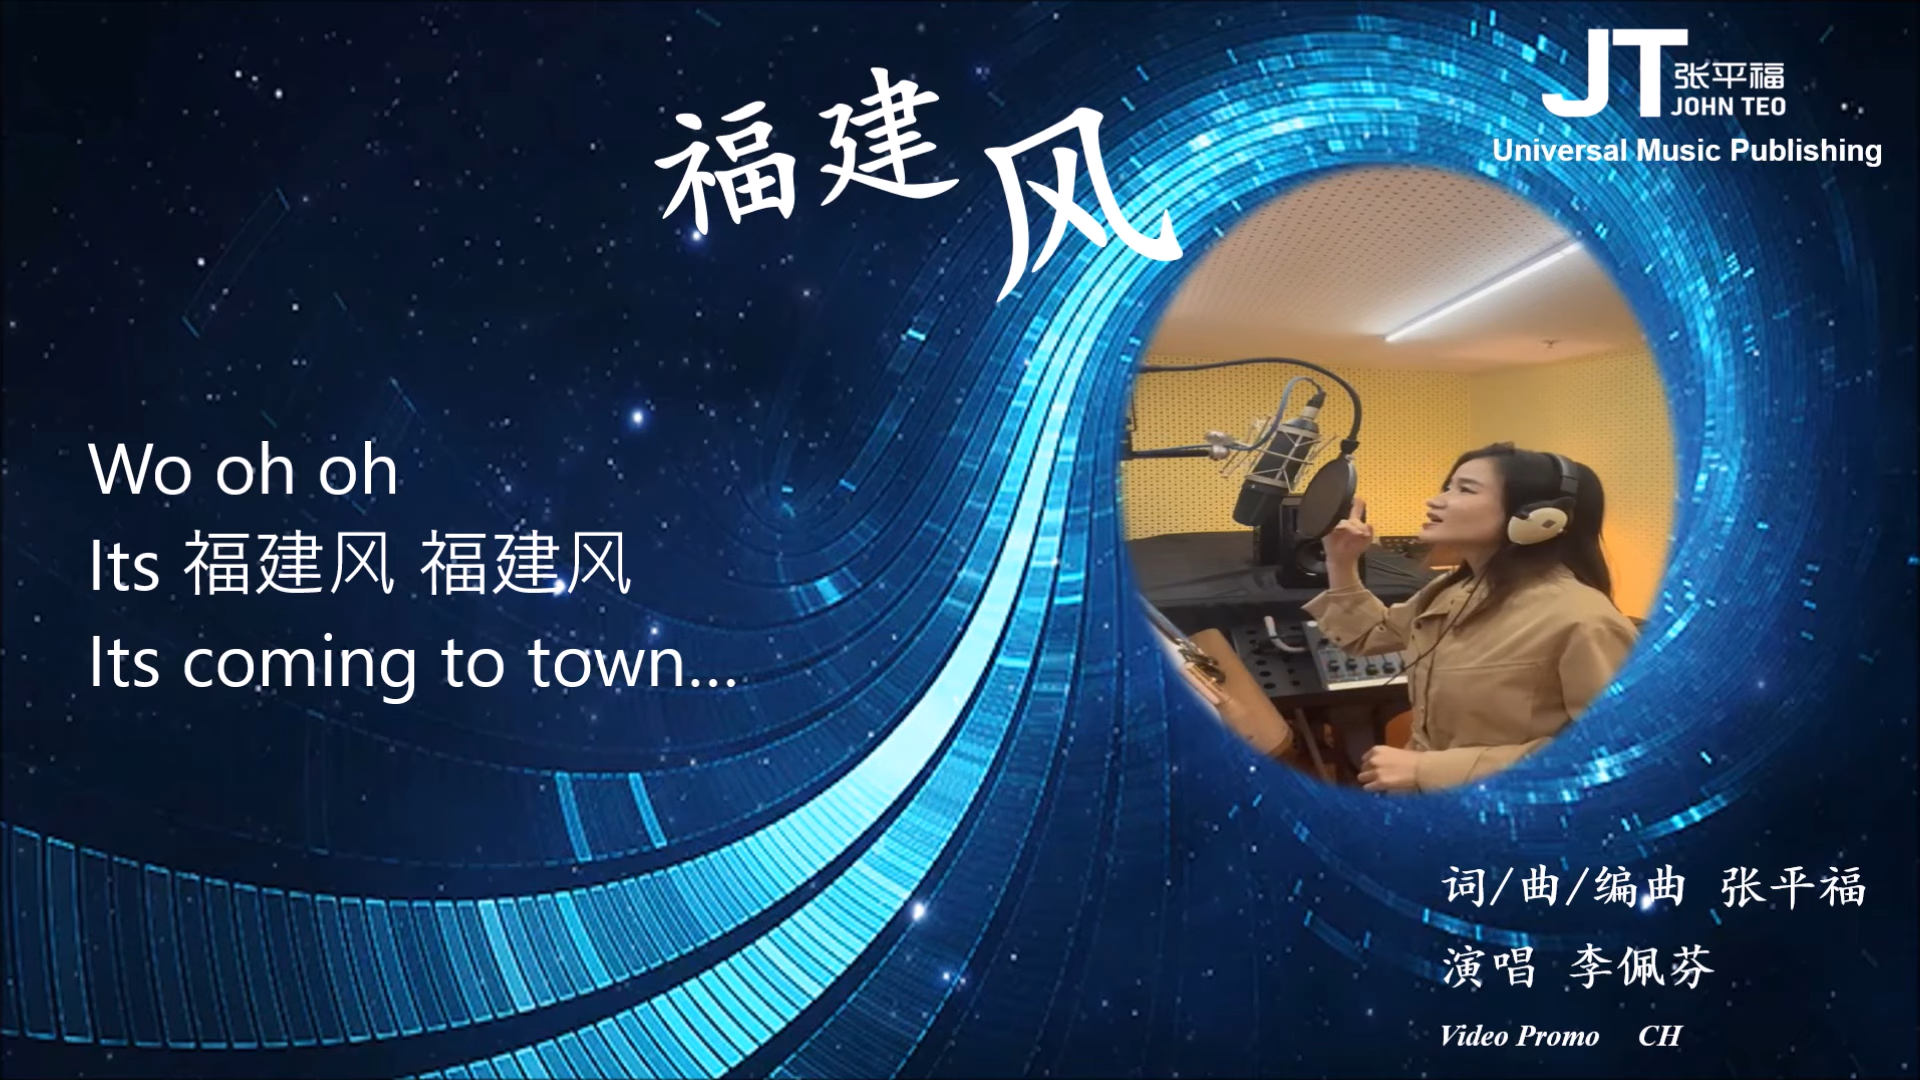 JT 张平福
JOHN TEO
Universal Music Publishing
福建风
Wo oh oh
Its 福建风 福建风
Its coming to town...
词/曲/编曲 张平福
演唱 李佩芬
Video Promo CH